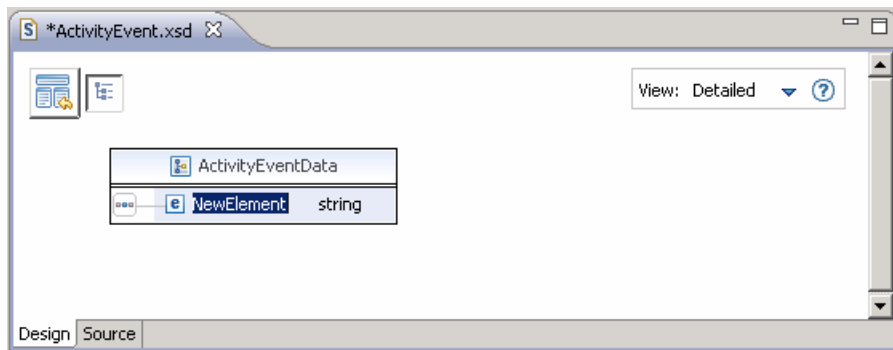 S *ActivityEvent.xsd
View: Detailed ?
ActivityEventData
e NewElement string
Design Source